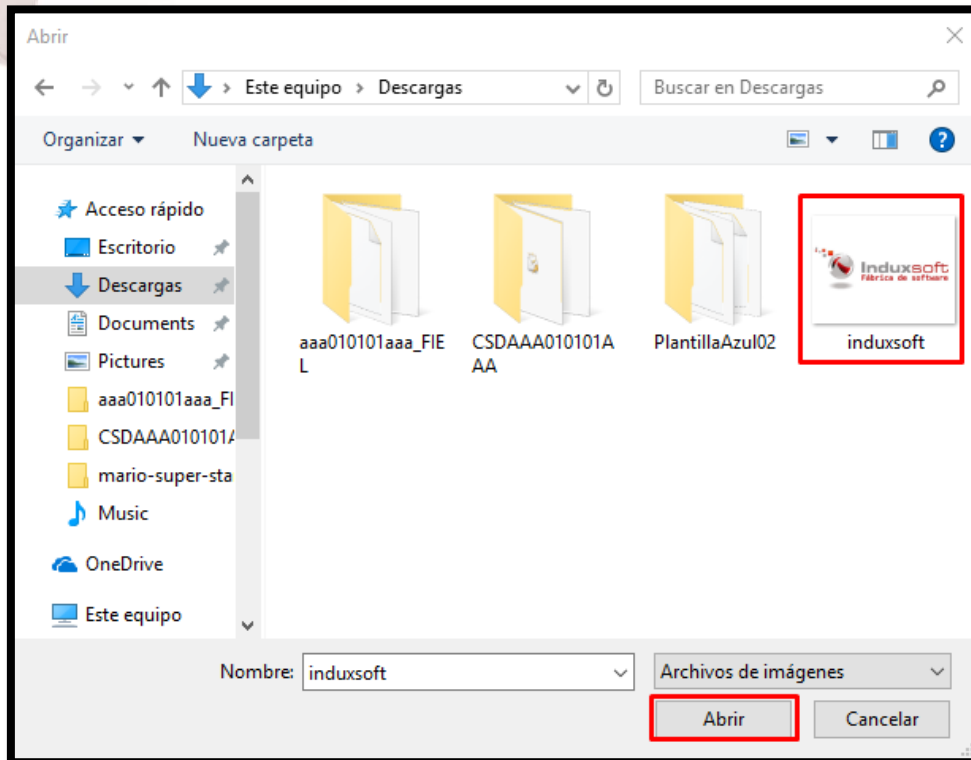 Abrir
Este equipo > Descargas
Buscar en Descargas
Organizar
Nueva carpeta
?
Acceso rápido
Escritorio
Descargas
Documents
Pictures
aaa010101aaa_FI
CSDAAA010101A
mario-super-sta
Music
OneDrive
Este equipo
aaa010101aaa_FIE
L
CSDAAA010101A
AA
PlantillaAzul02
Induxsoft
Fábrica de software
induxsoft
Nombre: induxsoft
Archivos de imágenes
Abrir
Cancelar